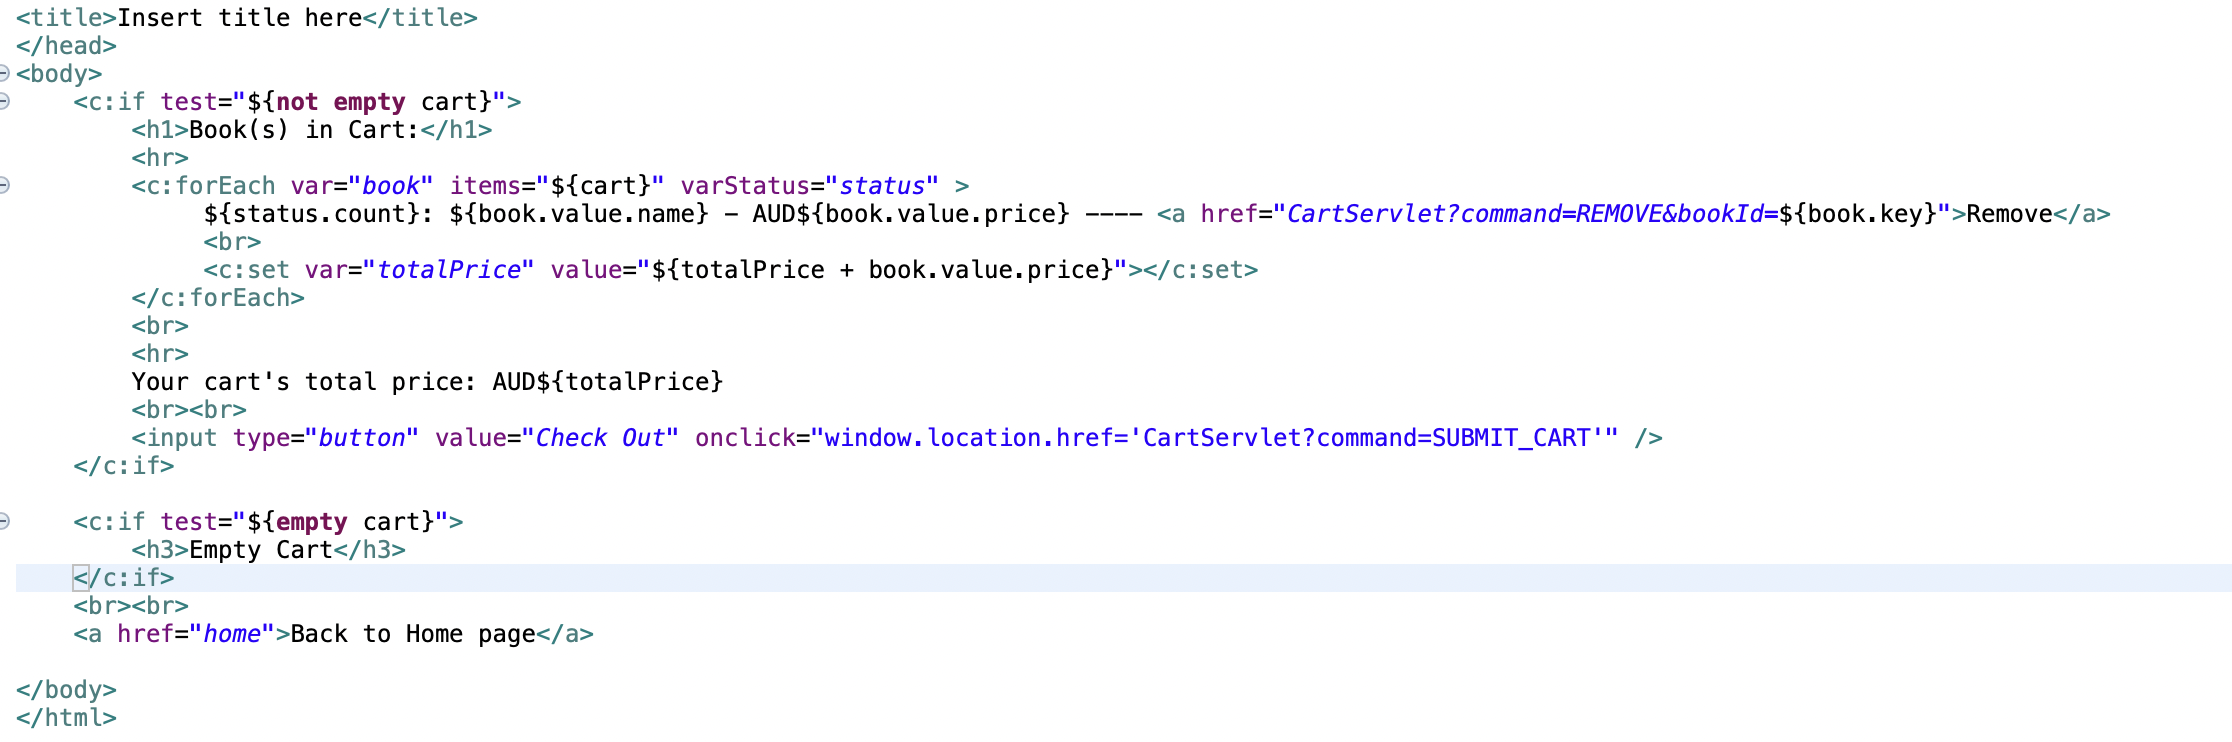 <title>Insert title here</title>
</head>
<body>
    <c:if test="${not empty cart}">
        <h1>Book(s) in Cart:</h1>
        <hr>
        <c:forEach var="book" items="${cart}" varStatus="status" >
             ${status.count}: ${book.value.name} - AUD${book.value.price} ---- <a href="CartServlet?command=REMOVE&bookId=${book.key}">Remove</a>
             <br>
             <c:set var="totalPrice" value="${totalPrice + book.value.price}"></c:set>
        </c:forEach>
        <br>
        <hr>
        Your cart's total price: AUD${totalPrice}
        <br><br>
        <input type="button" value="Check Out" onclick="window.location.href='CartServlet?command=SUBMIT_CART'" />
    </c:if>

    <c:if test="${empty cart}">
        <h3>Empty Cart</h3>
    </c:if>
    <br><br>
    <a href="home">Back to Home page</a>

</body>
</html>